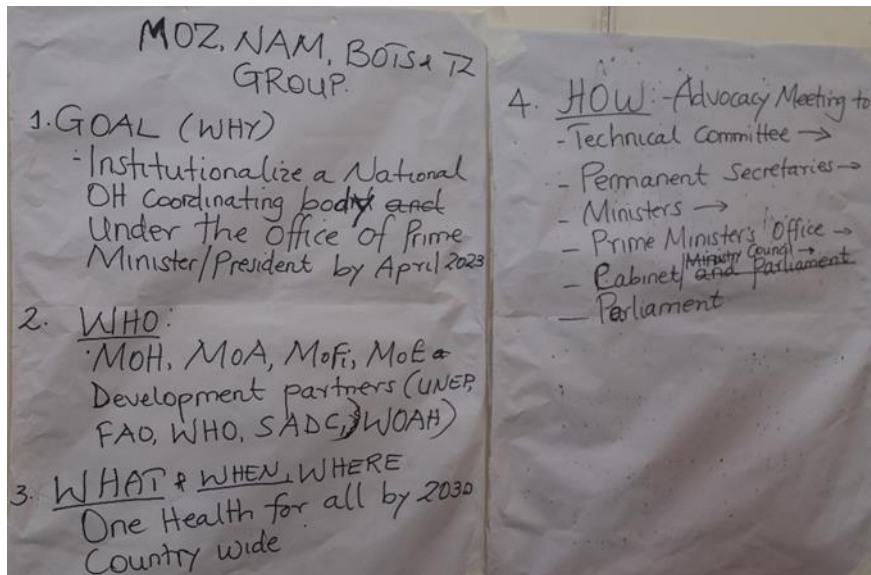 MOZ, NAM, BOTS & TZ
GROUP.
1. GOAL (WHY)
- Institutionalize a National
OH Coordinating body and
Under the Office of Prime
Minister/President by April 2023
2. WHO:
MOH, MOA, MoFi, MoE &
Development partners (UNEP,
FAO, WHO, SADC, WOAH)
3. WHAT & WHEN, WHERE
One Health for all by 2030
Country wide
4. HOW: - Advocacy Meeting to
- Technical Committee →
- Permanent Secretaries →
- Ministers →
- Prime Minister's Office →
- Cabinet/Ministry Council →
and Parliament
- Parliament